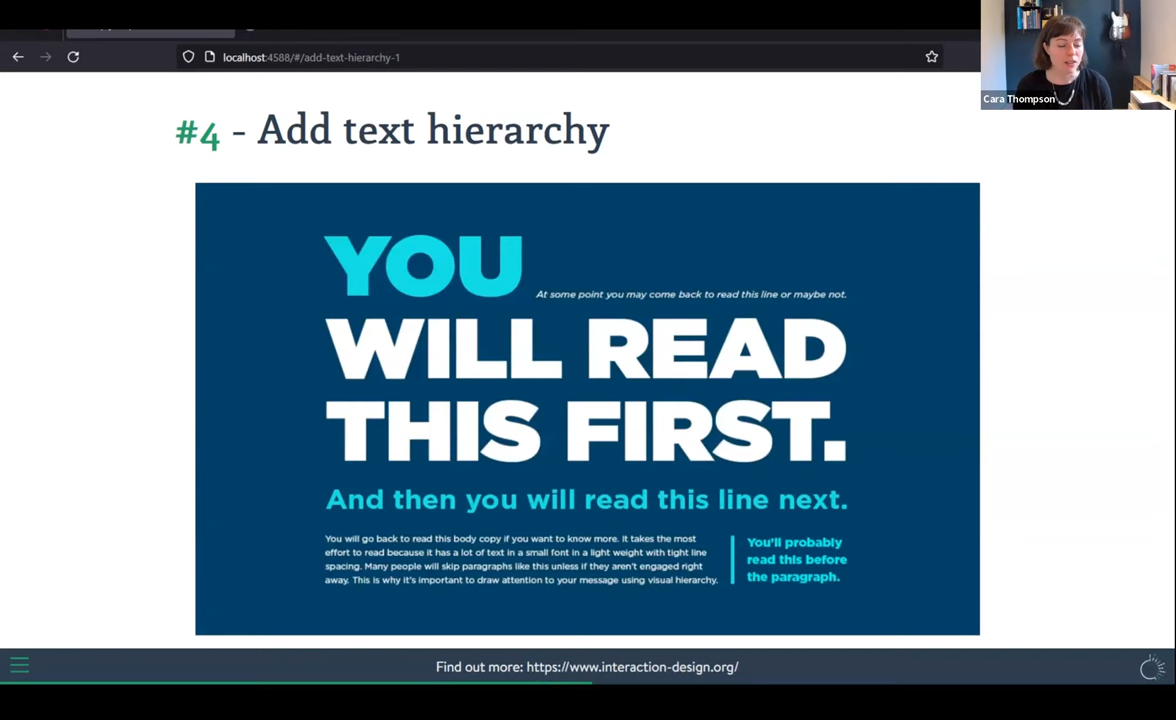 localhost:4588/#/add-text-hierarchy-1
Cara Thompson
#4 - Add text hierarchy
YOU
At some point you may come back to read this line or maybe not.
WILL READ
THIS FIRST.
And then you will read this line next.
You will go back to read this body copy if you want to know more. It takes the most
effort to read because it has a lot of text in a small font in a light weight with tight line
spacing. Many people will skip paragraphs like this unless if they aren't engaged right
away. This is why it's important to draw attention to your message using visual hierarchy.
You'll probably
read this before
the paragraph.
Find out more: https://www.interaction-design.org/